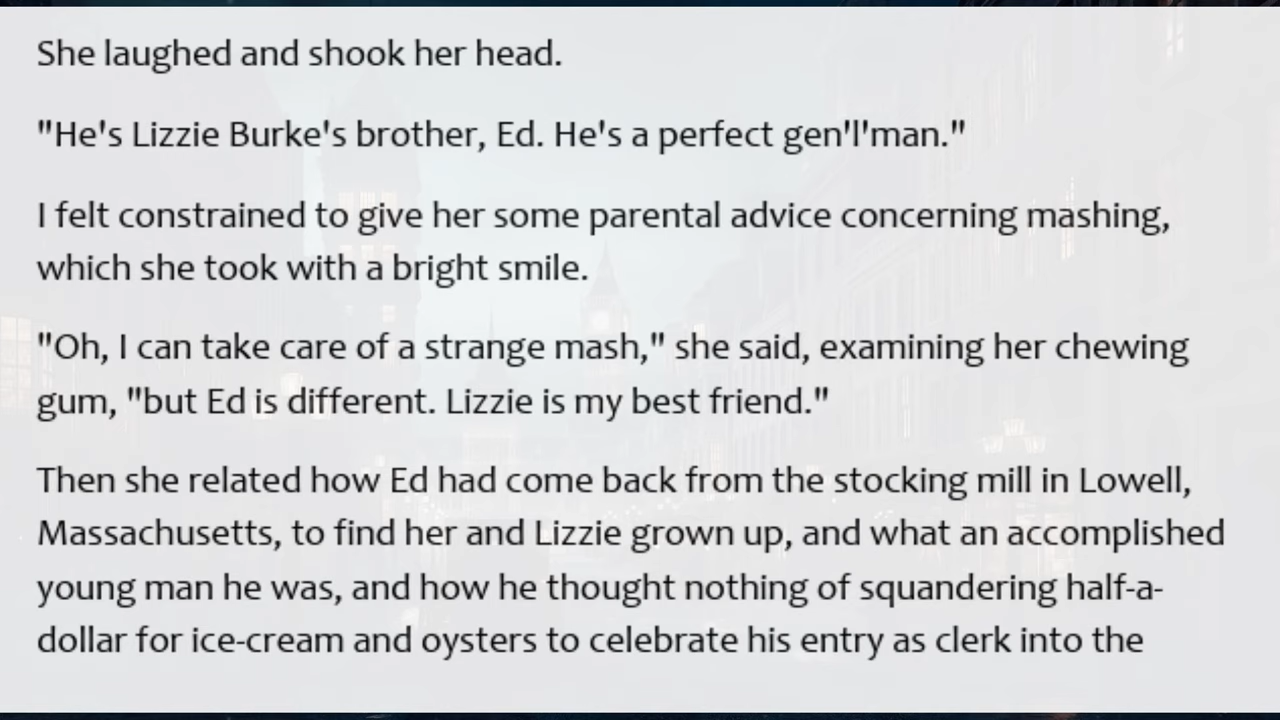 She laughed and shook her head.
"He's Lizzie Burke's brother, Ed. He's a perfect gen'l'man."
I felt constrained to give her some parental advice concerning mashing,
which she took with a bright smile.
"Oh, I can take care of a strange mash," she said, examining her chewing
gum, "but Ed is different. Lizzie is my best friend."
Then she related how Ed had come back from the stocking mill in Lowell,
Massachusetts, to find her and Lizzie grown up, and what an accomplished
young man he was, and how he thought nothing of squandering half-a-
dollar for ice-cream and oysters to celebrate his entry as clerk into the